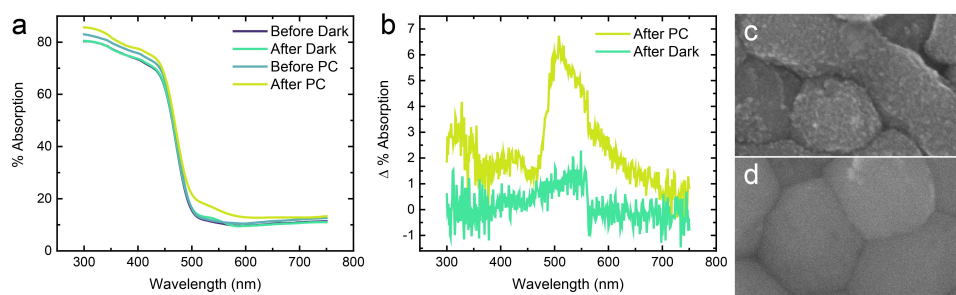 a
Before Dark
After Dark
Before PC
After PC
80
60
40
20
0
% Absorption
300 400 500 600 700 800
Wavelength (nm)
b
After PC
After Dark
7
6
5
4
3
2
1
0
-1
Δ % Absorption
300 400 500 600 700 800
Wavelength (nm)
c
d